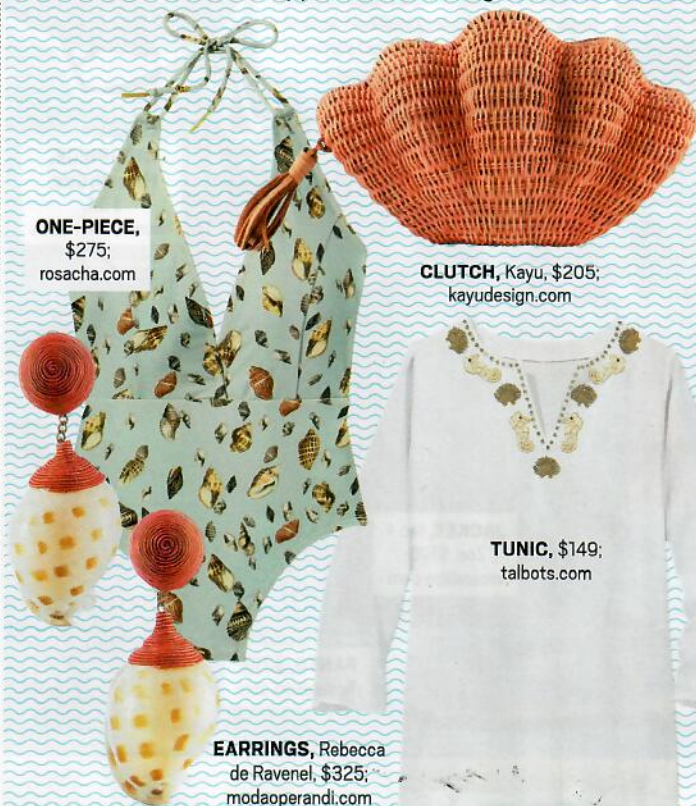 ONE-PIECE,
$275;
rosacha.com
CLUTCH, Kayu, $205;
kayudesign.com
TUNIC, $149;
talbots.com
EARRINGS, Rebecca
de Ravenel, $325;
modaoperandi.com